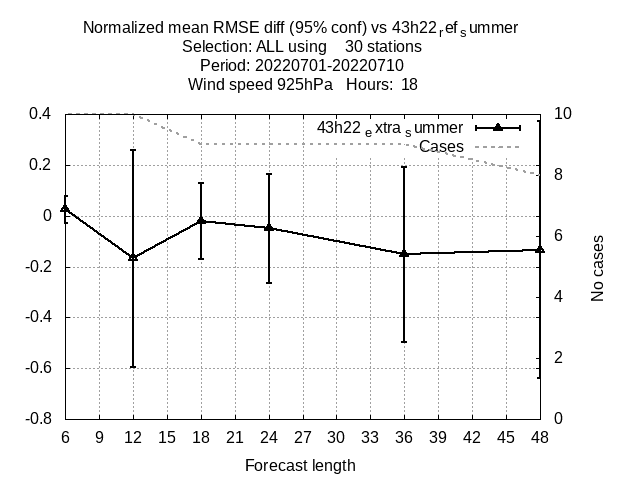 Normalized mean RMSE diff (95% conf) vs 43h22refsummer
Selection: ALL using 30 stations
Period: 20220701-20220710
Wind speed 925hPa Hours: 18
43h22extrasummer
Cases
0.4
0.2
0
-0.2
-0.4
-0.6
-0.8
10
8
6
4
2
0
No cases
6 9 12 15 18 21 24 27 30 33 36 39 42 45 48
Forecast length